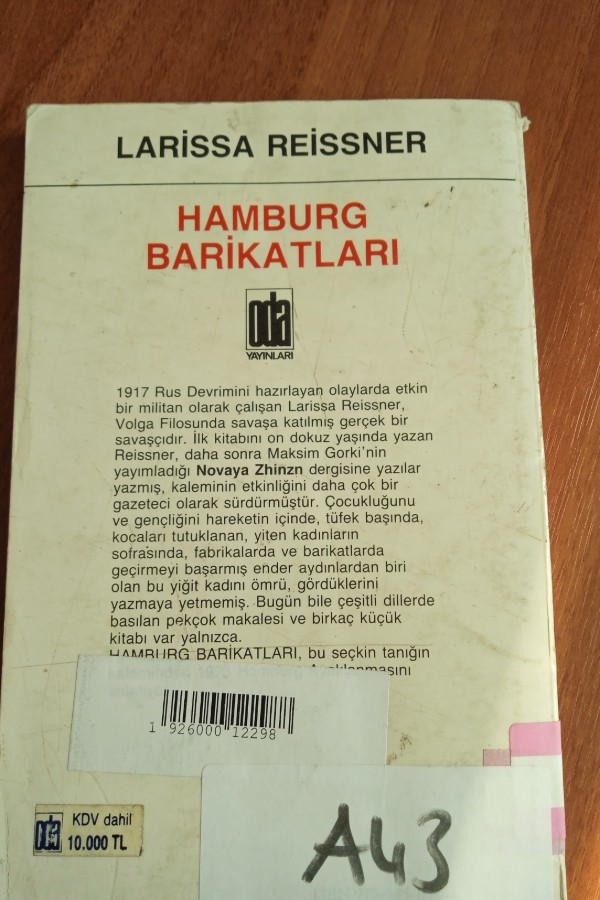 LARİSSA REİSSNER
HAMBURG
BARİKATLARI
oda
YAYINLARI
1917 Rus Devrimini hazırlayan olaylarda etkin
bir militan olarak çalışan Larissa Reissner,
Volga Filosunda savaşa katılmış gerçek bir
savaşçıdır. İlk kitabını on dokuz yaşında yazan
Reissner, daha sonra Maksim Gorki'nin
yayımladığı Novaya Zhinzn dergisine yazılar
yazmış, kaleminin etkinliğini daha çok bir
gazeteci olarak sürdürmüştür. Çocukluğunu
ve gençliğini hareketin içinde, tüfek başında,
kocaları tutuklanan, yiten kadınların
sofrasında, fabrikalarda ve barikatlarda
geçirmeyi başarmış ender aydınlardan biri
olan bu yiğit kadını ömrü, gördüklerini
yazmaya yetmemiş. Bugün bile çeşitli dillerde
basılan pekçok makalesi ve birkaç küçük
kitabı var yalnızca.
HAMBURG BARİKATLARI, bu seçkin tanığın
1 926000 12298
oda
KDV dahil
10.000 TL
A43